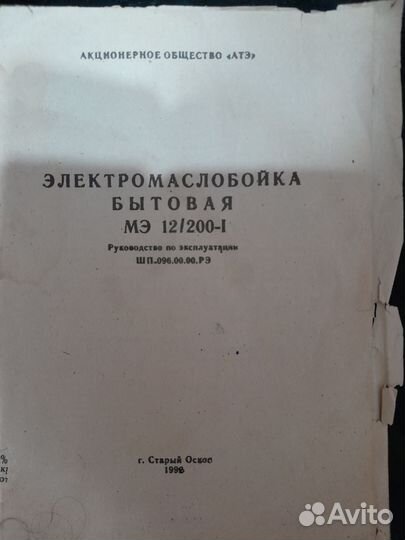 АКЦИОНЕРНОЕ ОБЩЕСТВО «АТЭ»
ЭЛЕКТРОМАСЛОБОЙКА
БЫТОВАЯ
МЭ 12/200-I
Руководство по эксплуатации
ШП.096.00.00.РЭ
г. Старый Оскол
Avito